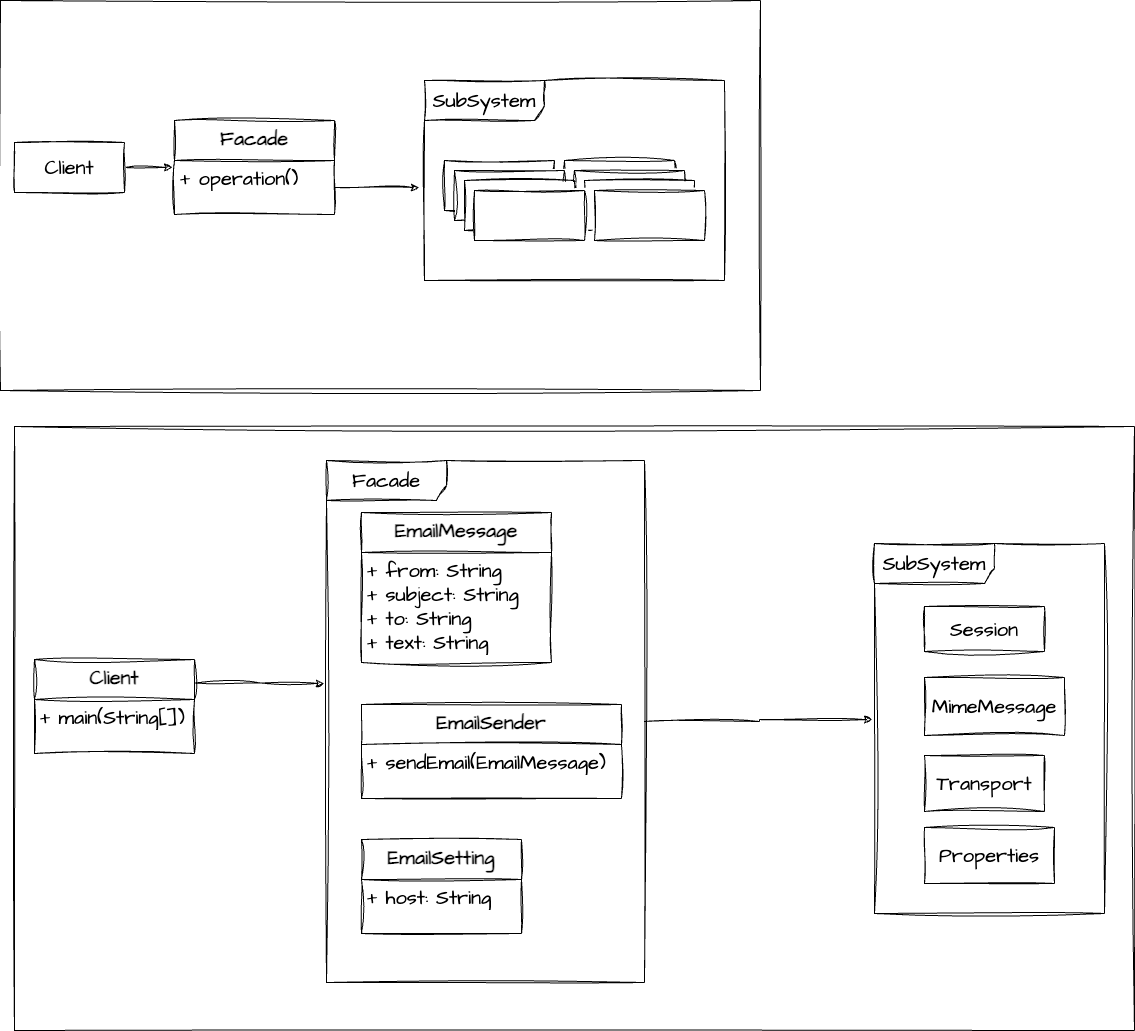 SubSystem
Facade
Client
+ operation()
Facade
EmailMessage
+ from: String
+ subject: String
+ to: String
+ text: String
SubSystem
Session
Client
+ main(String[])
MimeMessage
EmailSender
+ sendEmail(EmailMessage)
Transport
EmailSetting
+ host: String
Properties